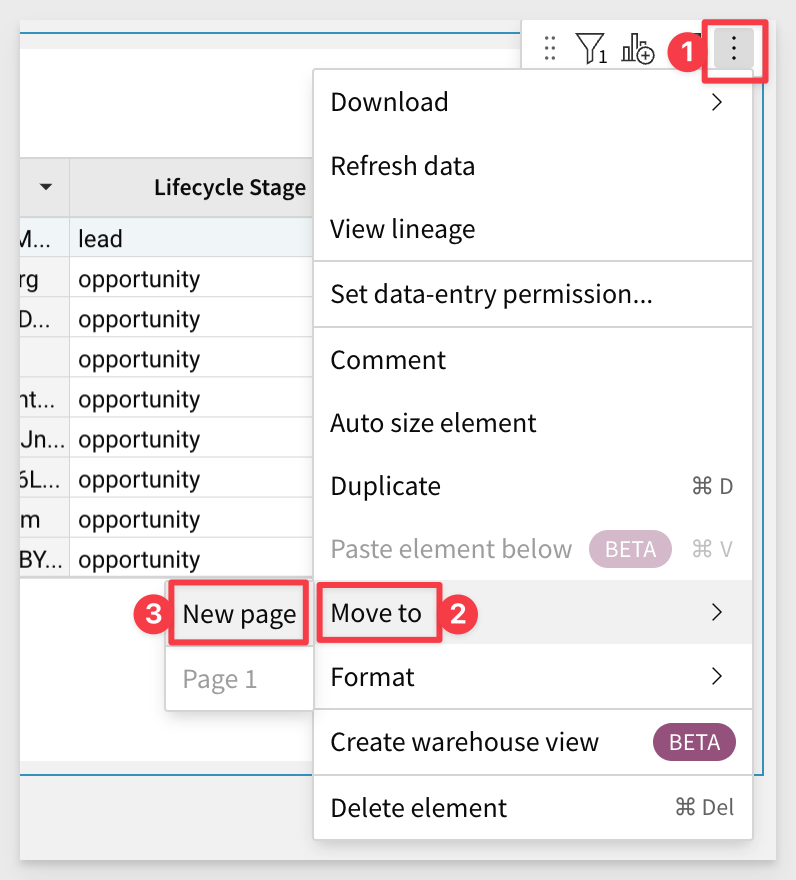 1
1
Download
Refresh data
Lifecycle Stage
View lineage
M... lead
rg opportunity
Set data-entry permission...
D... opportunity
opportunity
Comment
nt... opportunity
Auto size element
Jn... opportunity
6L... opportunity
Duplicate ⌘ D
m opportunity
Paste element below BETA ⌘ V
BY... opportunity
3 New page
Move to 2
Page 1
Format
Create warehouse view BETA
Delete element ⌘ Del